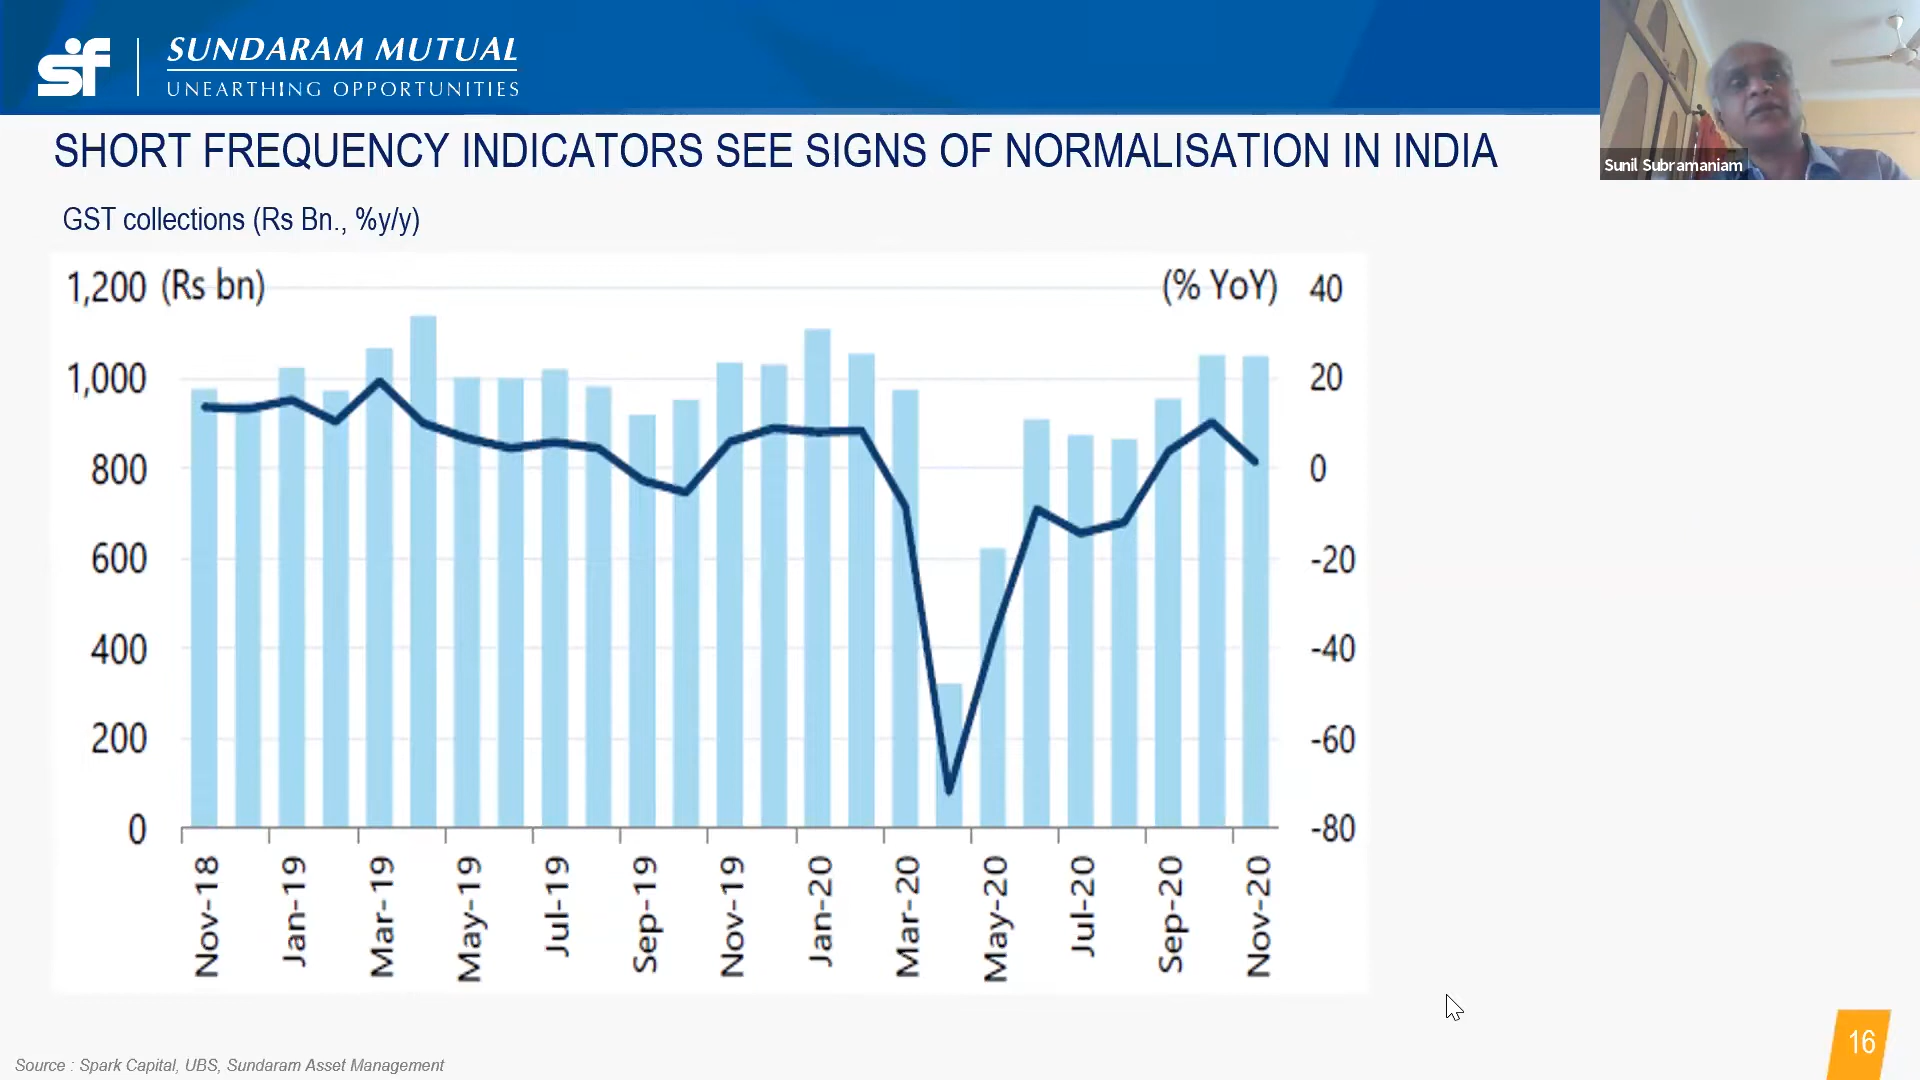 sf
SUNDARAM MUTUAL
UNEARTHING OPPORTUNITIES
Sunil Subramaniam
SHORT FREQUENCY INDICATORS SEE SIGNS OF NORMALISATION IN INDIA
GST collections (Rs Bn., %y/y)
1,200 (Rs bn) (% YoY) 40
1,000 20
800 0
600 -20
400 -40
200 -60
0 -80
Nov-18 Jan-19 Mar-19 May-19 Jul-19 Sep-19 Nov-19 Jan-20 Mar-20 May-20 Jul-20 Sep-20 Nov-20
16
Source : Spark Capital, UBS, Sundaram Asset Management